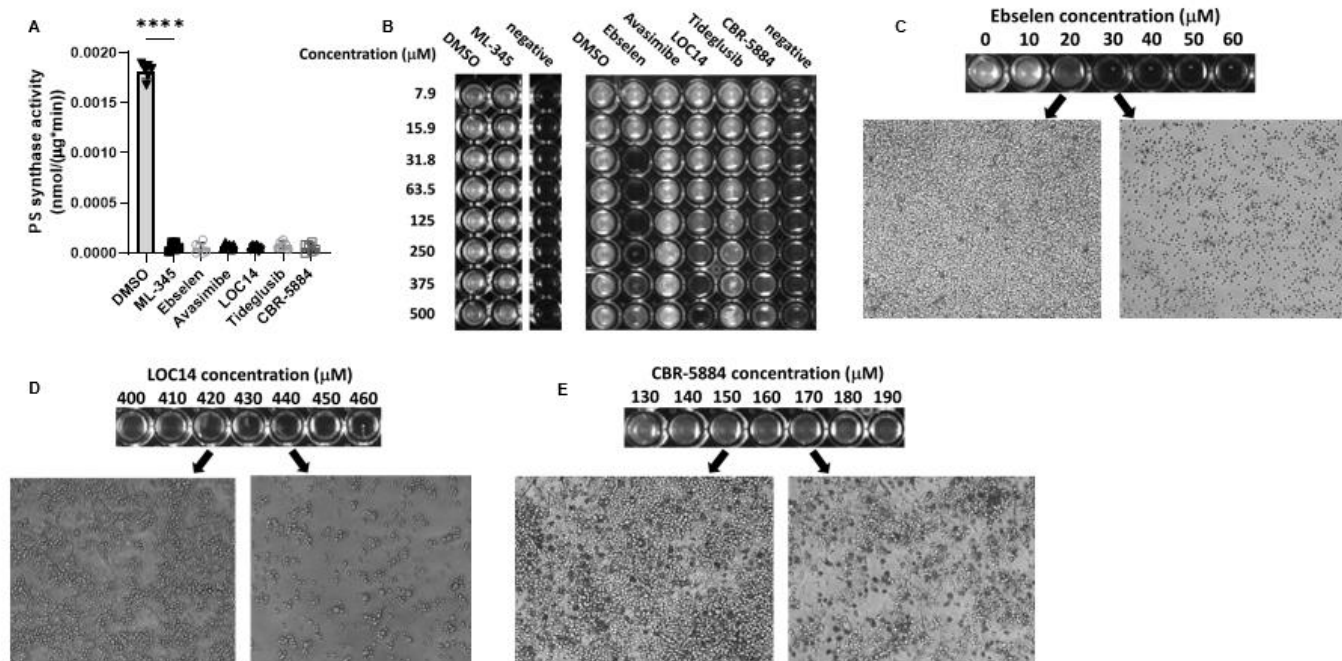 A
****
PS synthase activity
(nmol/(µg*min))
0.0020
0.0015
0.0010
0.0005
0.0000
DMSO
ML-345
Ebselen
Avasimibe
LOC14
Tideglusib
CBR-5884
B
Concentration (µM)
DMSO
ML-345
negative
DMSO
Ebselen
Avasimibe
LOC14
Tideglusib
CBR-5884
negative
7.9
15.9
31.8
63.5
125
250
375
500
C
Ebselen concentration (µM)
0 10 20 30 40 50 60
D
LOC14 concentration (µM)
400 410 420 430 440 450 460
E
CBR-5884 concentration (µM)
130 140 150 160 170 180 190